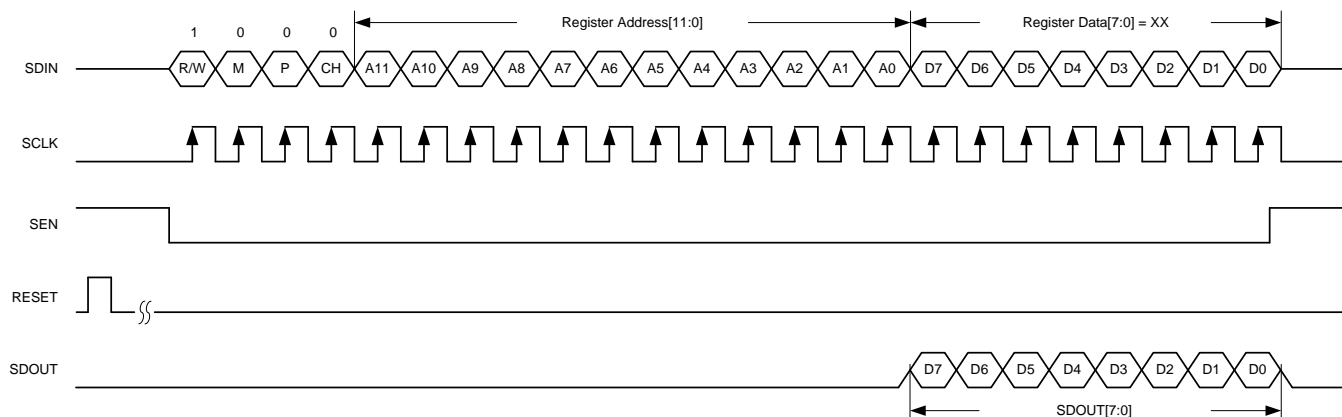 1 0 0 0
Register Address[11:0]
Register Data[7:0] = XX
SDIN
R/W M P CH A11 A10 A9 A8 A7 A6 A5 A4 A3 A2 A1 A0 D7 D6 D5 D4 D3 D2 D1 D0
SCLK
SEN
RESET
SDOUT
D7 D6 D5 D4 D3 D2 D1 D0
SDOUT[7:0]